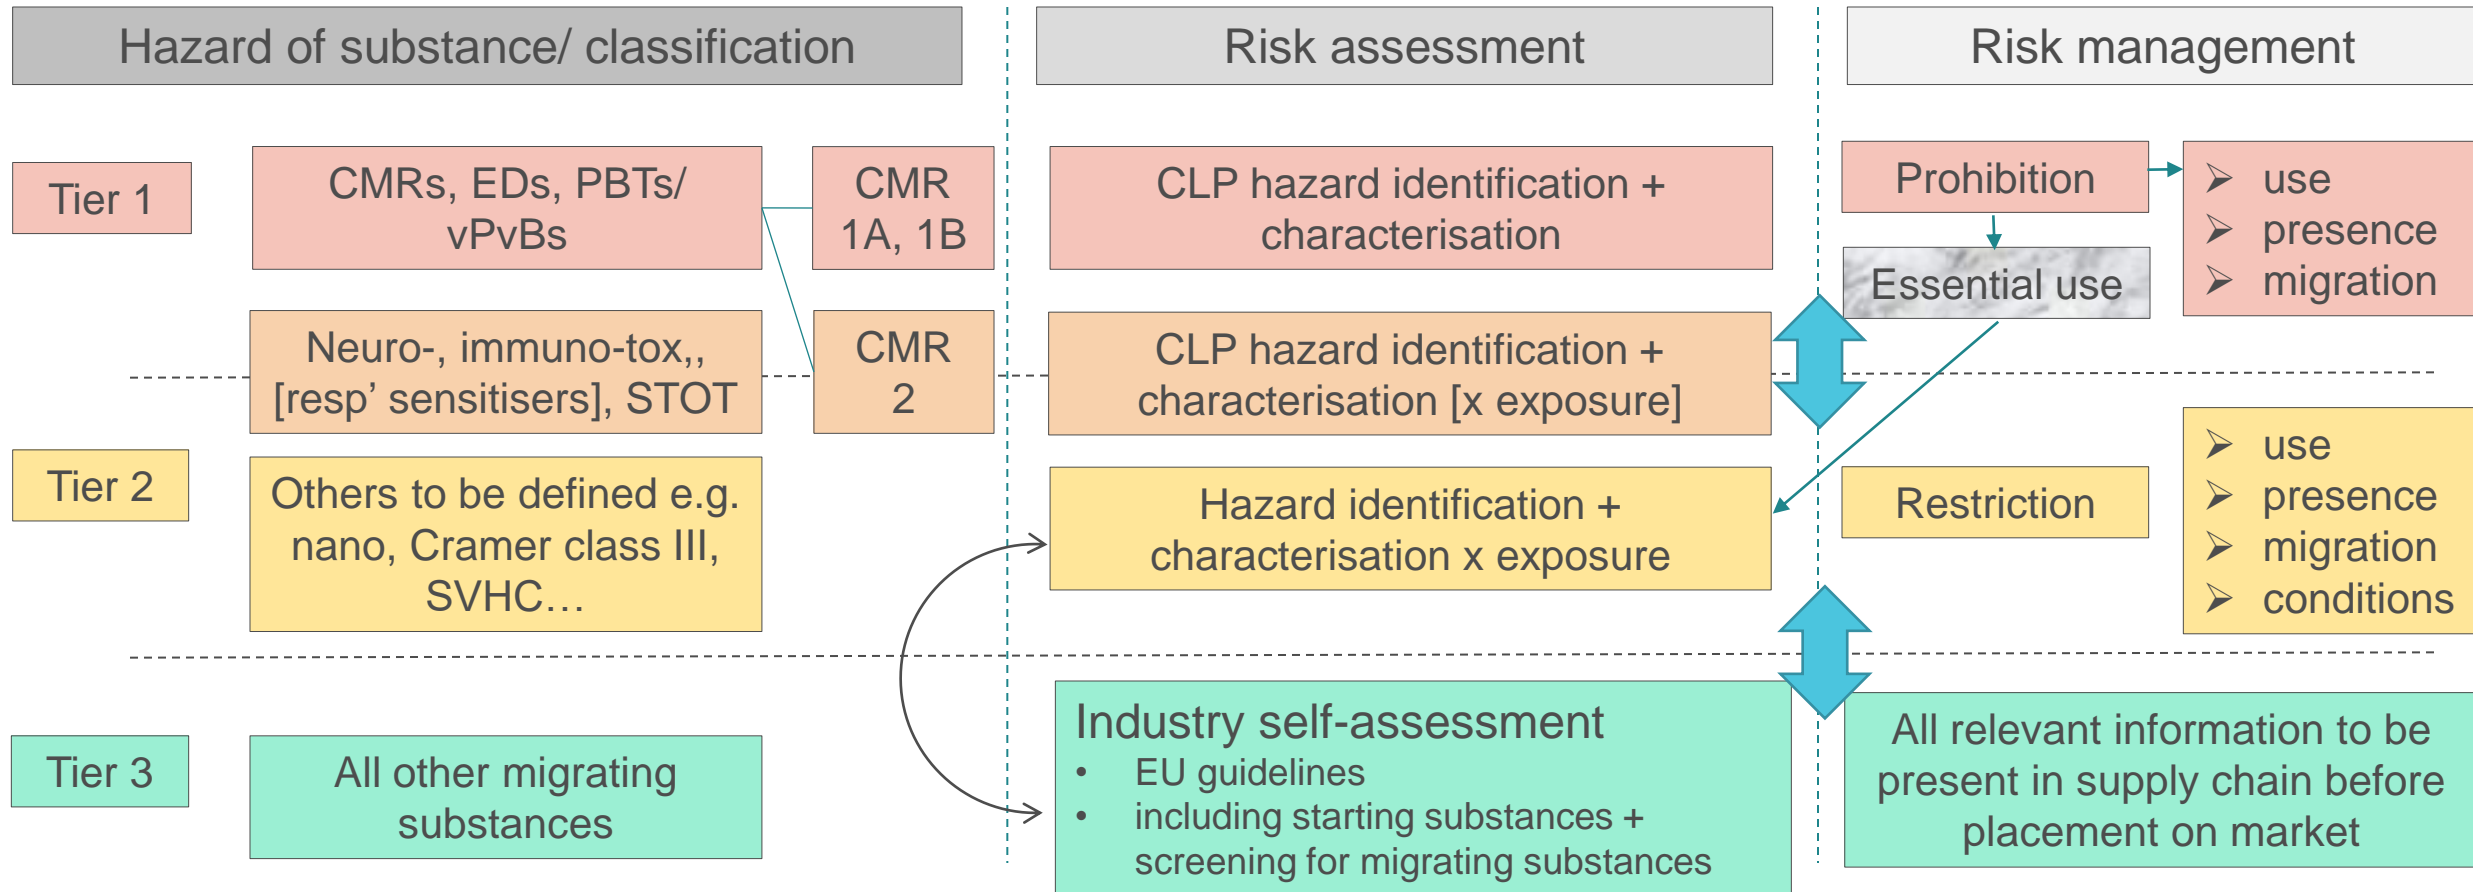 Hazard of substance/ classification
Risk assessment
Risk management
Tier 1
CMRs, EDs, PBTs/
vPvBs
CMR
1A, 1B
CLP hazard identification +
characterisation
Prohibition
➢ use
➢ presence
➢ migration
Essential use
Neuro-, immuno-tox,,
[resp’ sensitisers], STOT
CMR
2
CLP hazard identification +
characterisation [x exposure]
Tier 2
Others to be defined e.g.
nano, Cramer class III,
SVHC…
Hazard identification +
characterisation x exposure
Restriction
➢ use
➢ presence
➢ migration
➢ conditions
Tier 3
All other migrating
substances
Industry self-assessment
• EU guidelines
• including starting substances +
screening for migrating substances
All relevant information to be
present in supply chain before
placement on market